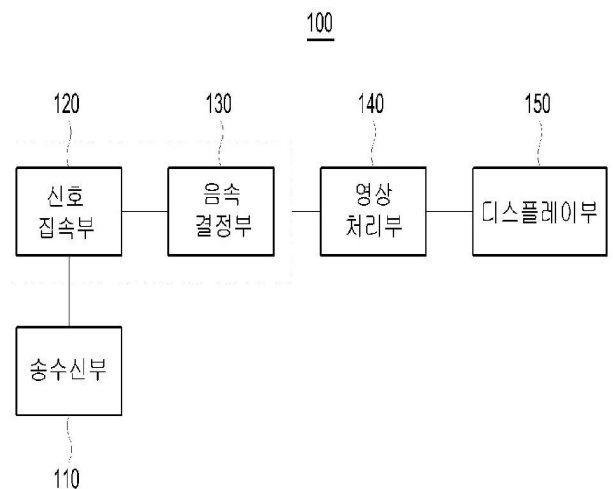 100
120
130
140
150
신호
집속부
음속
결정부
영상
처리부
디스플레이부
송수신부
110